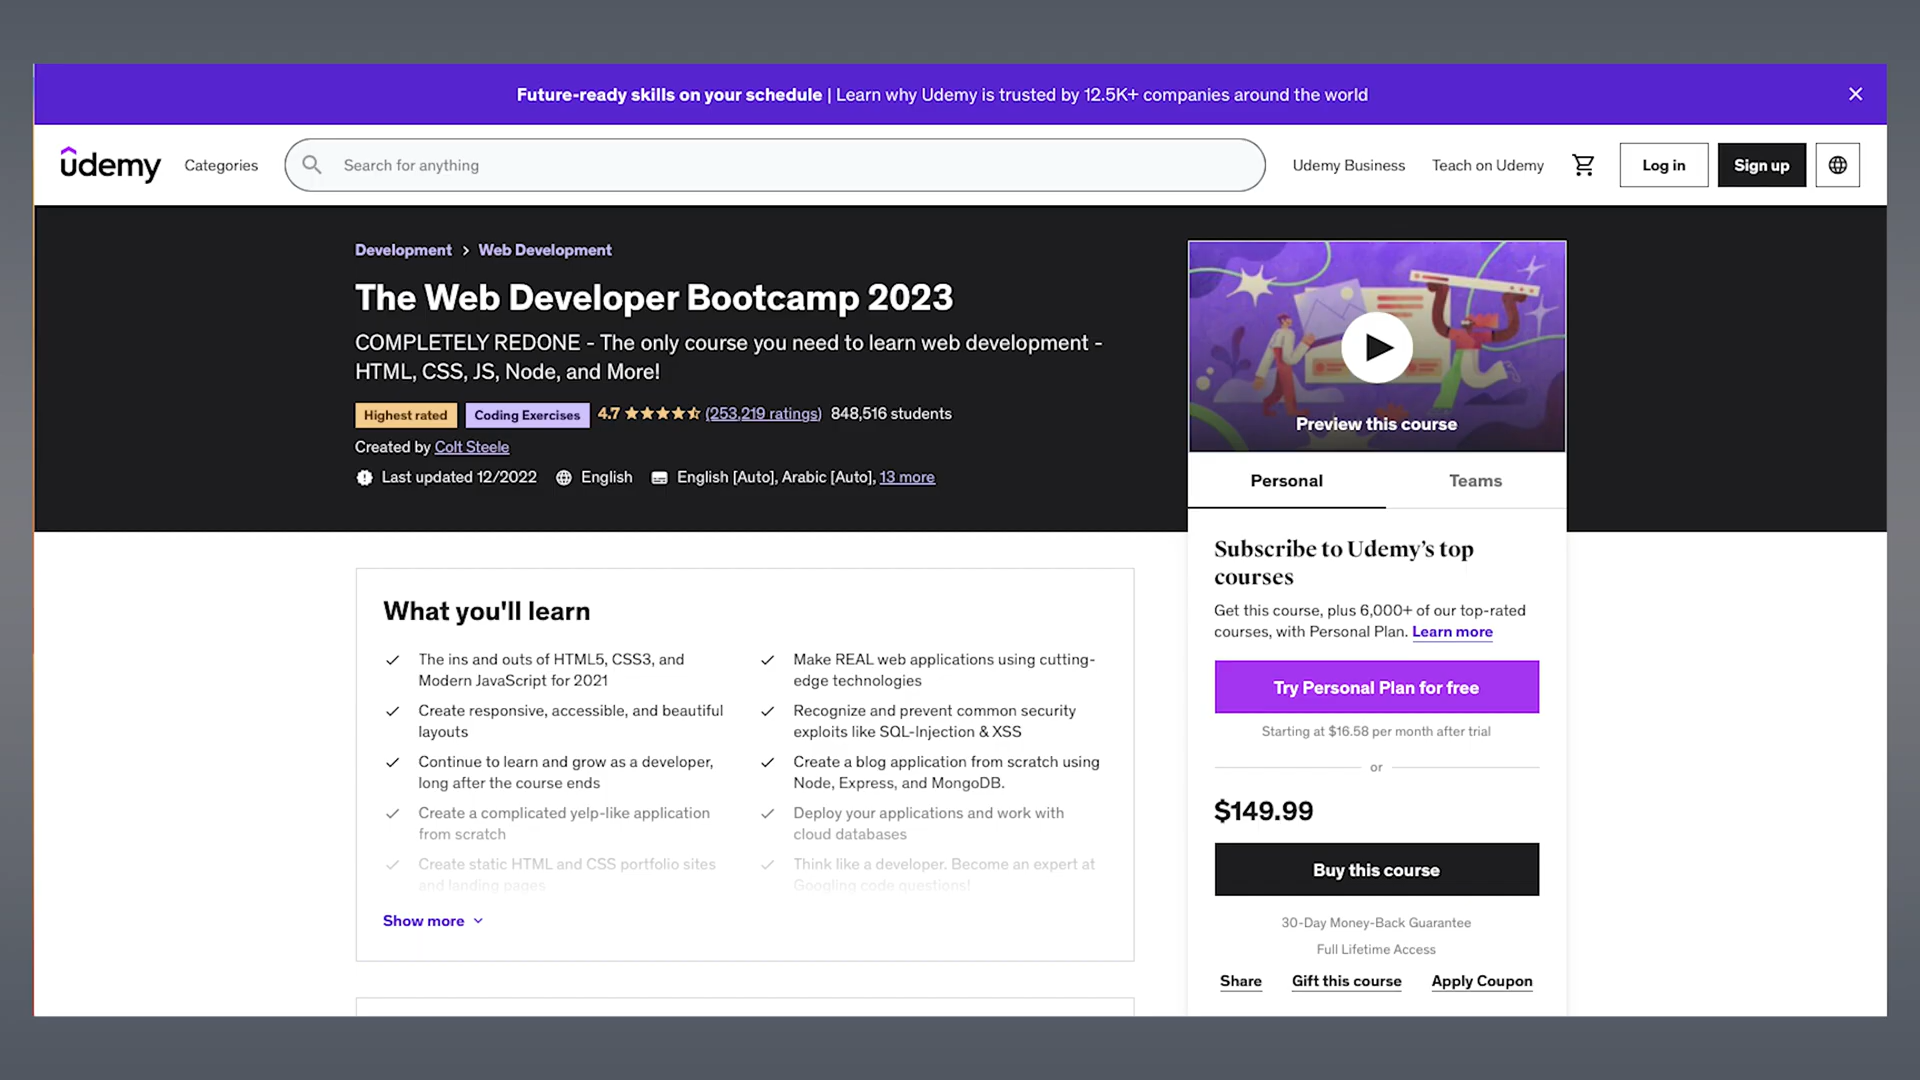 Future-ready skills on your schedule | Learn why Udemy is trusted by 12.5K+ companies around the world
udemy
Categories
Search for anything
Udemy Business
Teach on Udemy
Log in
Sign up
Development > Web Development
The Web Developer Bootcamp 2023
COMPLETELY REDONE - The only course you need to learn web development -
HTML, CSS, JS, Node, and More!
Highest rated
Coding Exercises
4.7
(253,219 ratings)
848,516 students
Created by Colt Steele
Last updated 12/2022
English
English [Auto], Arabic [Auto], 13 more
Preview this course
Personal
Teams
Subscribe to Udemy's top
courses
Get this course, plus 6,000+ of our top-rated
courses, with Personal Plan. Learn more
Try Personal Plan for free
Starting at $16.58 per month after trial
or
$149.99
Buy this course
30-Day Money-Back Guarantee
Full Lifetime Access
Share
Gift this course
Apply Coupon
What you'll learn
The ins and outs of HTML5, CSS3, and
Modern JavaScript for 2021
Create responsive, accessible, and beautiful
layouts
Continue to learn and grow as a developer,
long after the course ends
Create a complicated yelp-like application
from scratch
Create static HTML and CSS portfolio sites
and landing pages
Make REAL web applications using cutting-
edge technologies
Recognize and prevent common security
exploits like SQL-Injection & XSS
Create a blog application from scratch using
Node, Express, and MongoDB.
Deploy your applications and work with
cloud databases
Think like a developer. Become an expert at
Googling code questions!
Show more